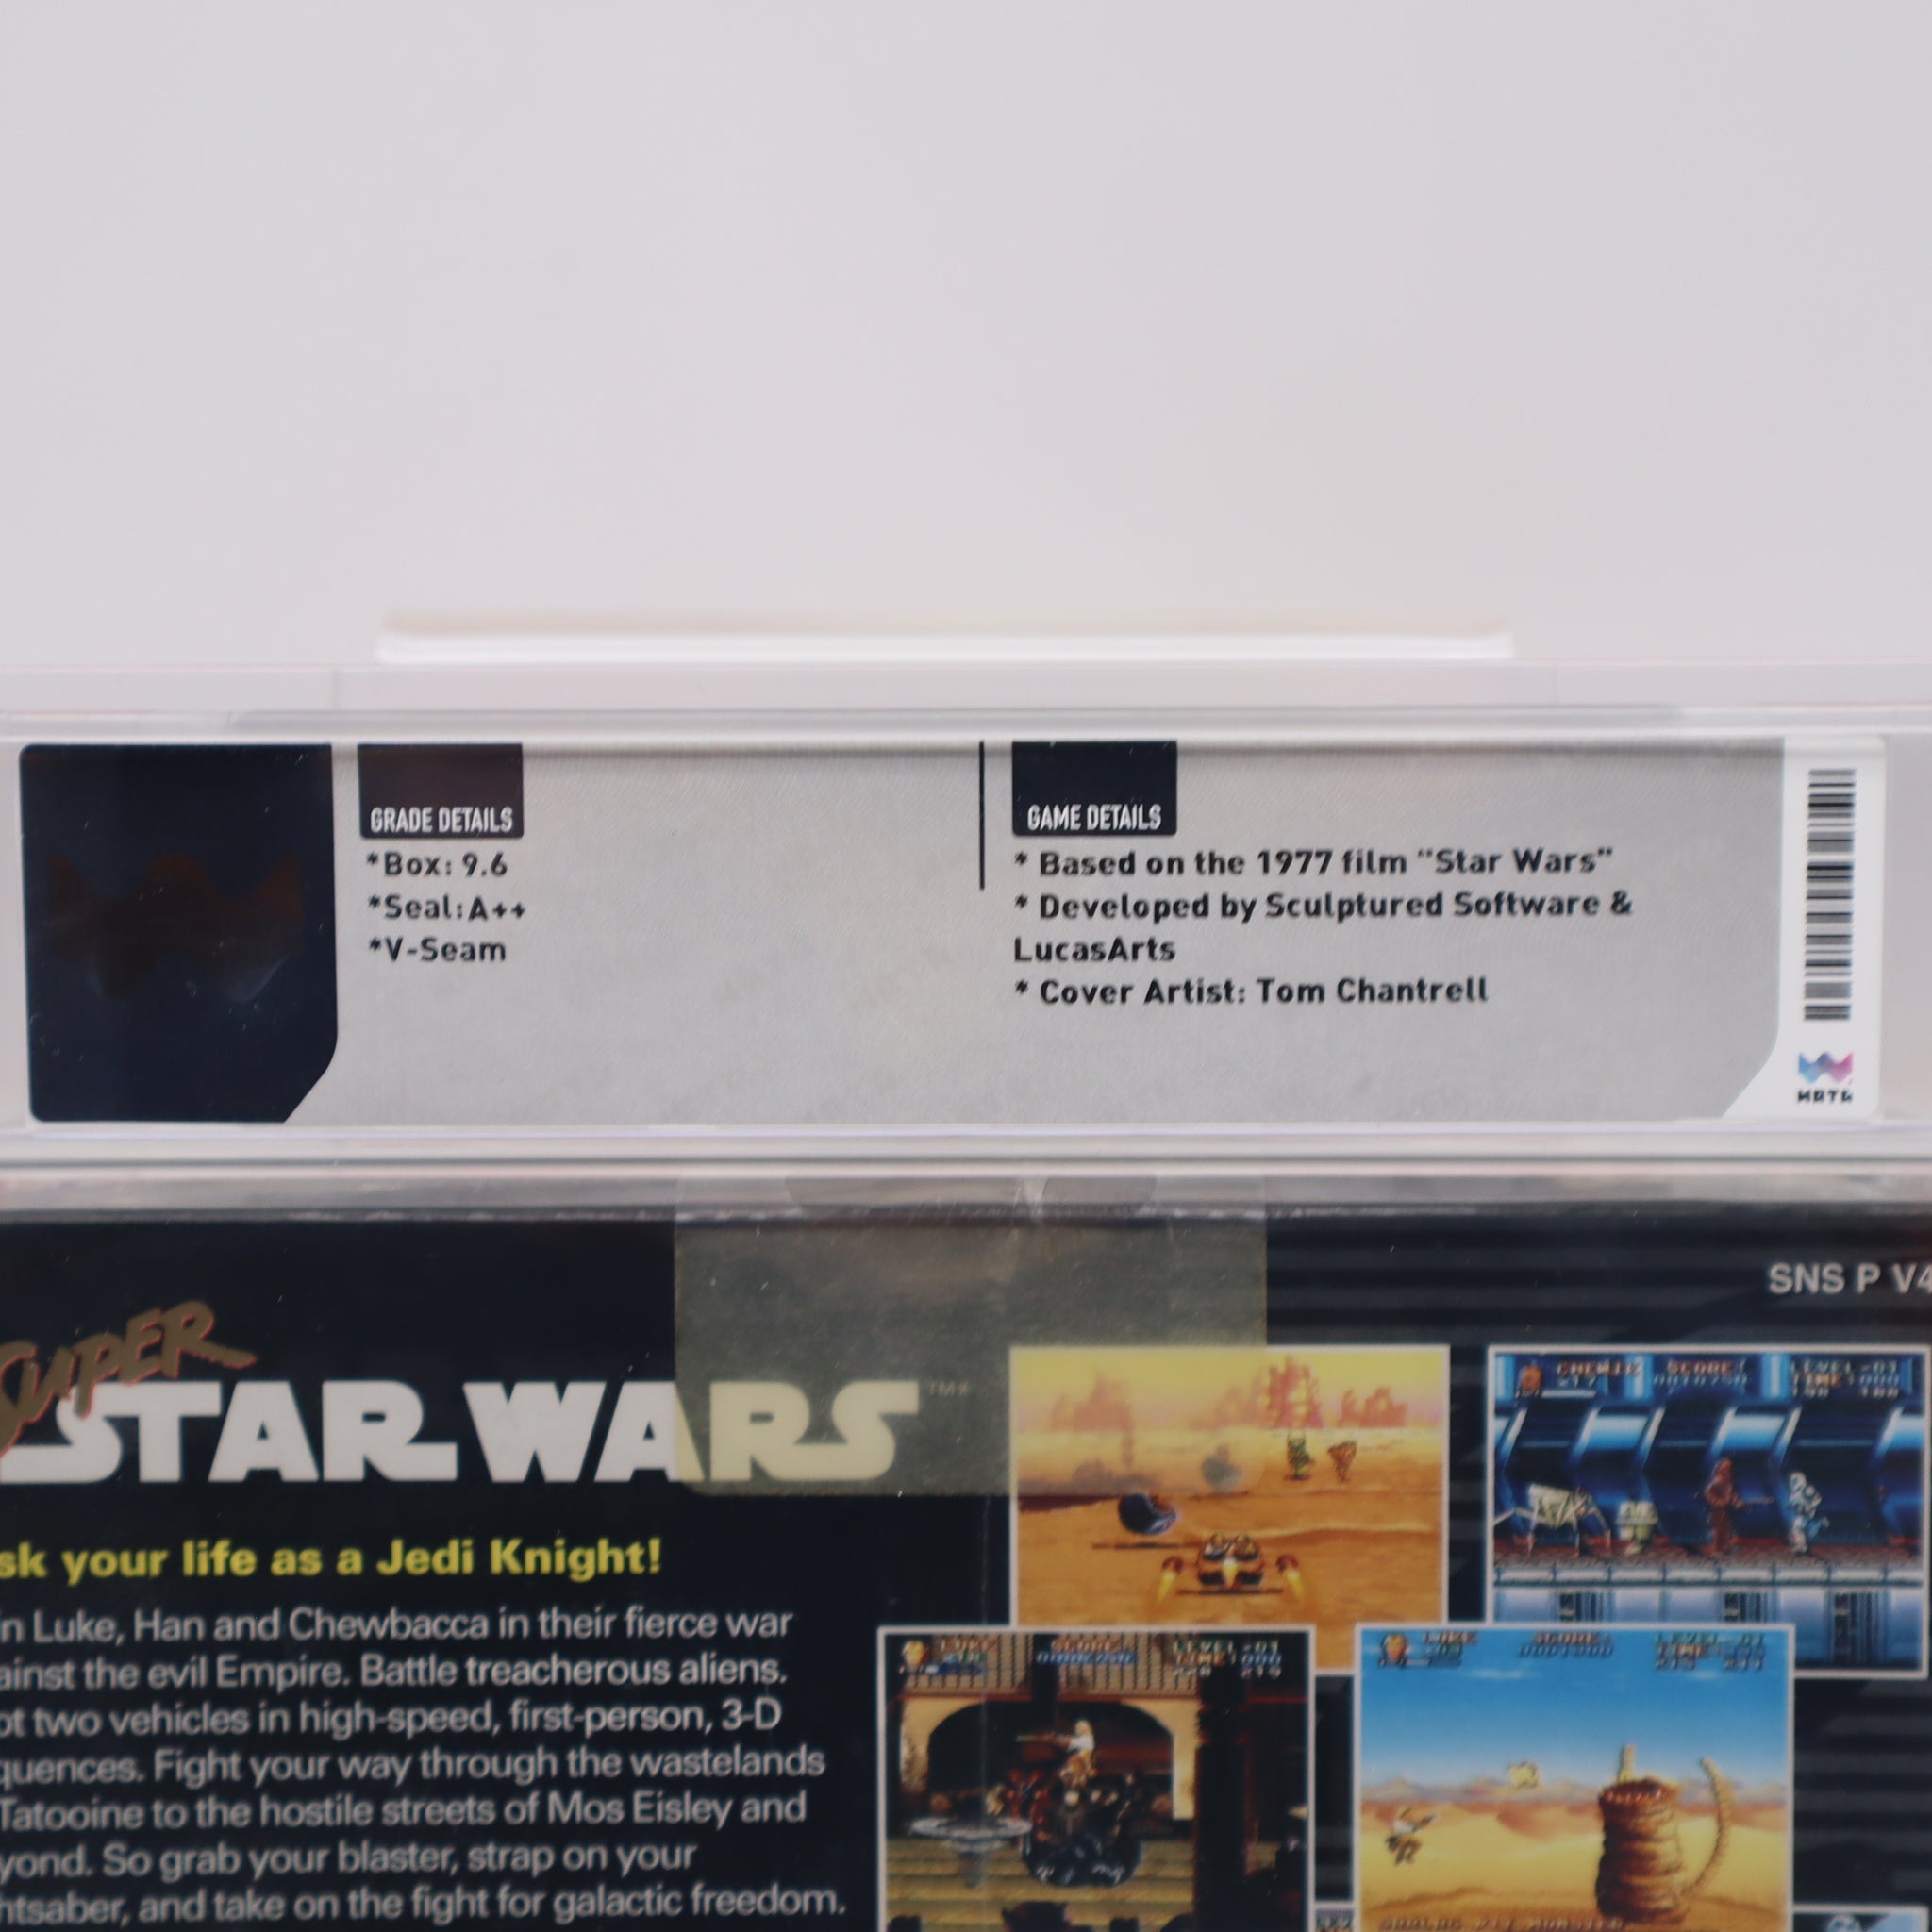 GRADE DETAILS
*Box: 9.6
*Seal: A++
*V-Seam
GAME DETAILS
* Based on the 1977 film "Star Wars"
* Developed by Sculptured Software &
LucasArts
* Cover Artist: Tom Chantrell
WATA
SNS P V4
SUPER
STAR WARS
sk your life as a Jedi Knight!
in Luke, Han and Chewbacca in their fierce war
ainst the evil Empire. Battle treacherous aliens.
ot two vehicles in high-speed, first-person, 3-D
quences. Fight your way through the wastelands
Tatooine to the hostile streets of Mos Eisley and
yond. So grab your blaster, strap on your
htsaber, and take on the fight for galactic freedom.